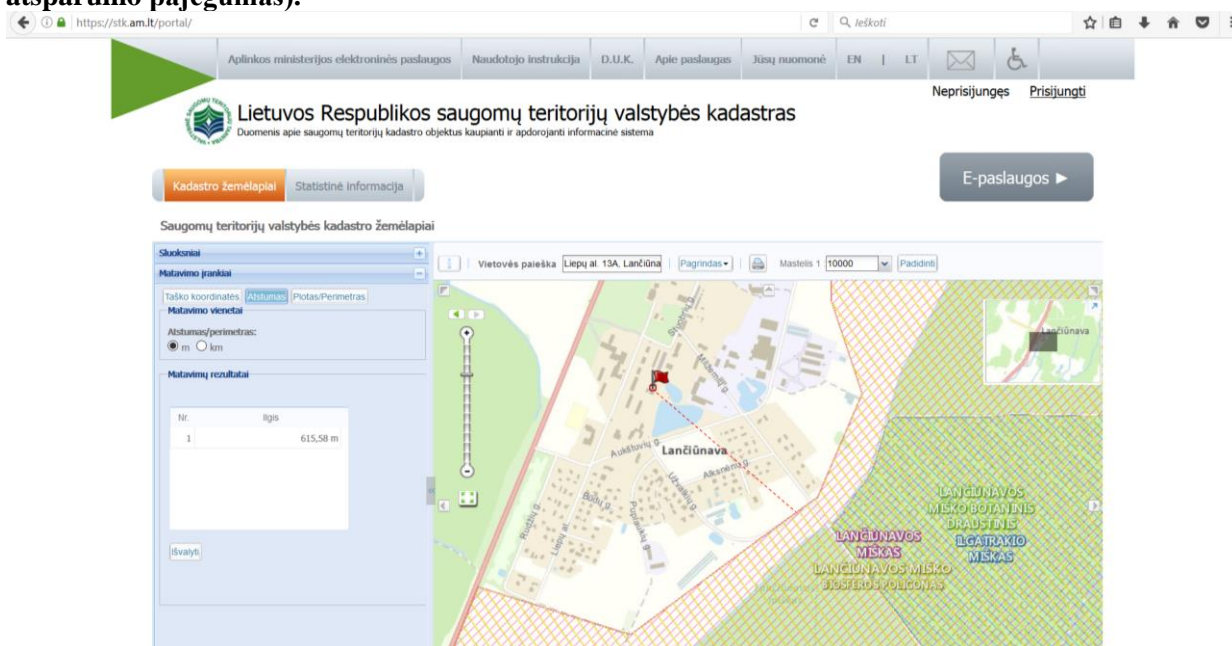 atsparumo pajėgumas).
https://stk.am.lt/portal/
Ieškoti
Aplinkos ministerijos elektroninės paslaugos
Naudotojo instrukcija
D.U.K.
Apie paslaugas
Jūsų nuomonė
EN | LT
Neprisijungęs Prisijungti
Lietuvos Respublikos saugomų teritorijų valstybės kadastras
Duomenis apie saugomų teritorijų kadastro objektus kaupianti ir apdorojanti informacinė sistema
Kadastro žemėlapiai
Statistinė informacija
E-paslaugos ►
Saugomų teritorijų valstybės kadastro žemėlapiai
Sluoksniai
Matavimo įrankiai
Vietovės paieška Liepų al. 13A, Lančiūna
Pagrindas
Mastelis 1 10000
Padidinti
Taško koordinatės Atstumas Plotas/Perimetras
Matavimo vienetai
Atstumas/perimetras:
m km
Matavimų rezultatai
Nr. Ilgis
1 615,58 m
Išvalyti
Lančiūnava
Aukštuvių g.
Lančiūnava
Alksnėnų g.
Būdų g.
Liepų al.
LANČIŪNAVOS
MIŠKO BOTANINIS
DRAUSTINIS
LANČIŪNAVOS
MIŠKAS
ILGATRAKIO
MIŠKAS
LANČIŪNAVOS MIŠKO
BIOSFEROS POLIGONAS